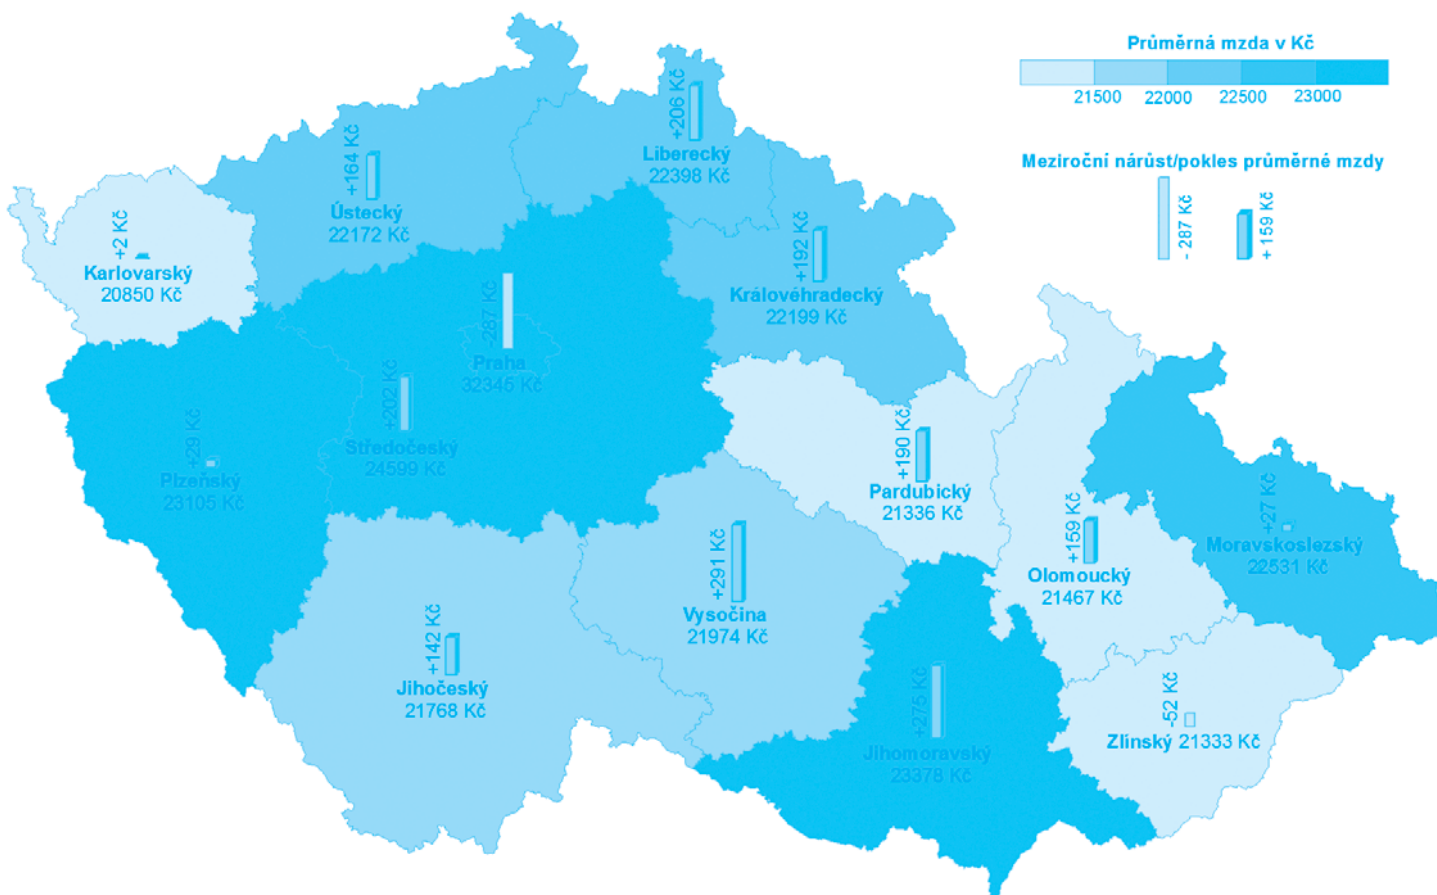 Průměrná mzda v Kč
21500 22000 22500 23000
Meziroční nárůst/pokles průměrné mzdy
- 287 Kč
+ 159 Kč
+206 Kč
Liberecký
22398 Kč
+164 Kč
Ústecký
22172 Kč
+2 Kč
Karlovarský
20850 Kč
+192 Kč
Královéhradecký
22199 Kč
-287 Kč
Praha
32345 Kč
+202 Kč
Středočeský
24599 Kč
+29 Kč
Plzeňský
23105 Kč
+190 Kč
Pardubický
21336 Kč
+159 Kč
Olomoucký
21467 Kč
+27 Kč
Moravskoslezský
22531 Kč
+291 Kč
Vysočina
21974 Kč
+142 Kč
Jihočeský
21768 Kč
+275 Kč
Jihomoravský
23378 Kč
-52 Kč
Zlínský 21333 Kč